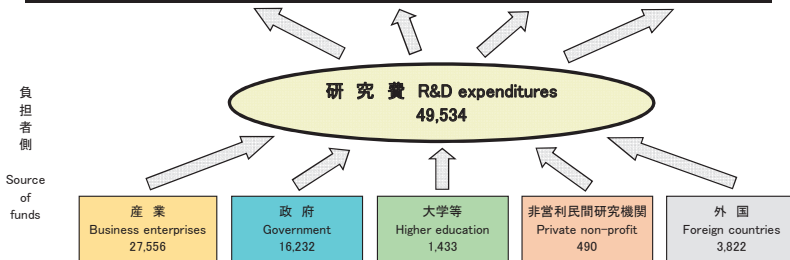 研 究 費 R&D expenditures
49,534
負
担
者
側
Source
of
funds
産 業
Business enterprises
27,556
政 府
Government
16,232
大学等
Higher education
1,433
非営利民間研究機関
Private non-profit
490
外 国
Foreign countries
3,822